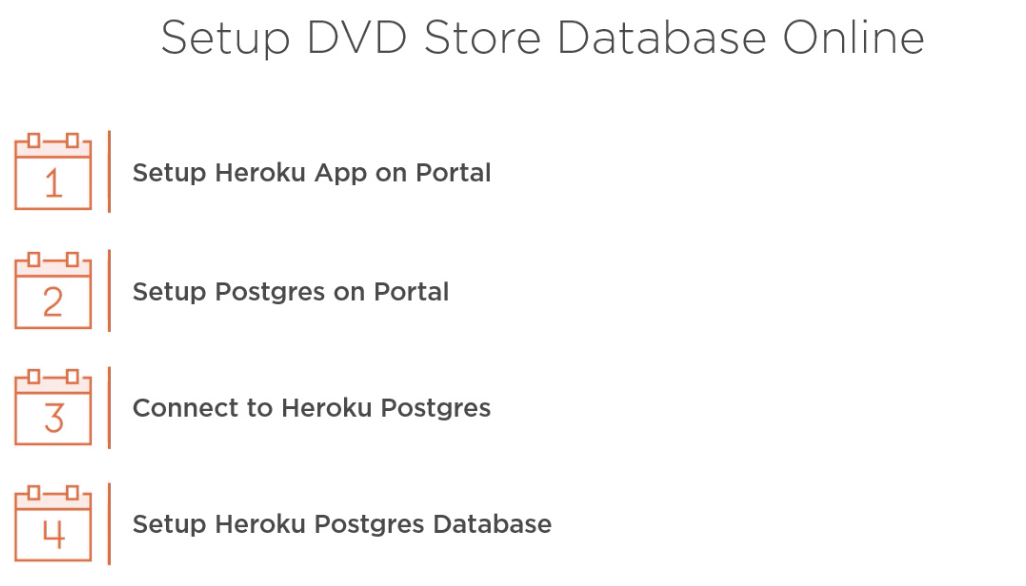 Setup DVD Store Database Online
1
Setup Heroku App on Portal
2
Setup Postgres on Portal
3
Connect to Heroku Postgres
4
Setup Heroku Postgres Database